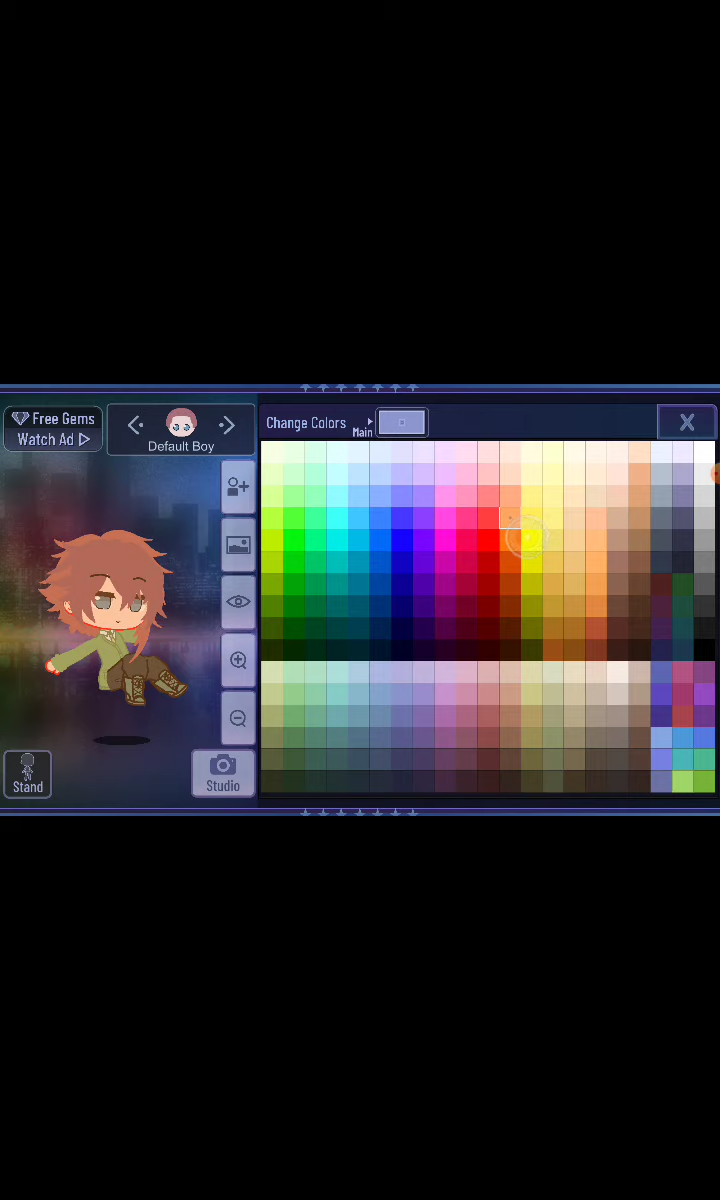 Free Gems
Watch Ad
Default Boy
Change Colors
Main
X
Stand
Studio